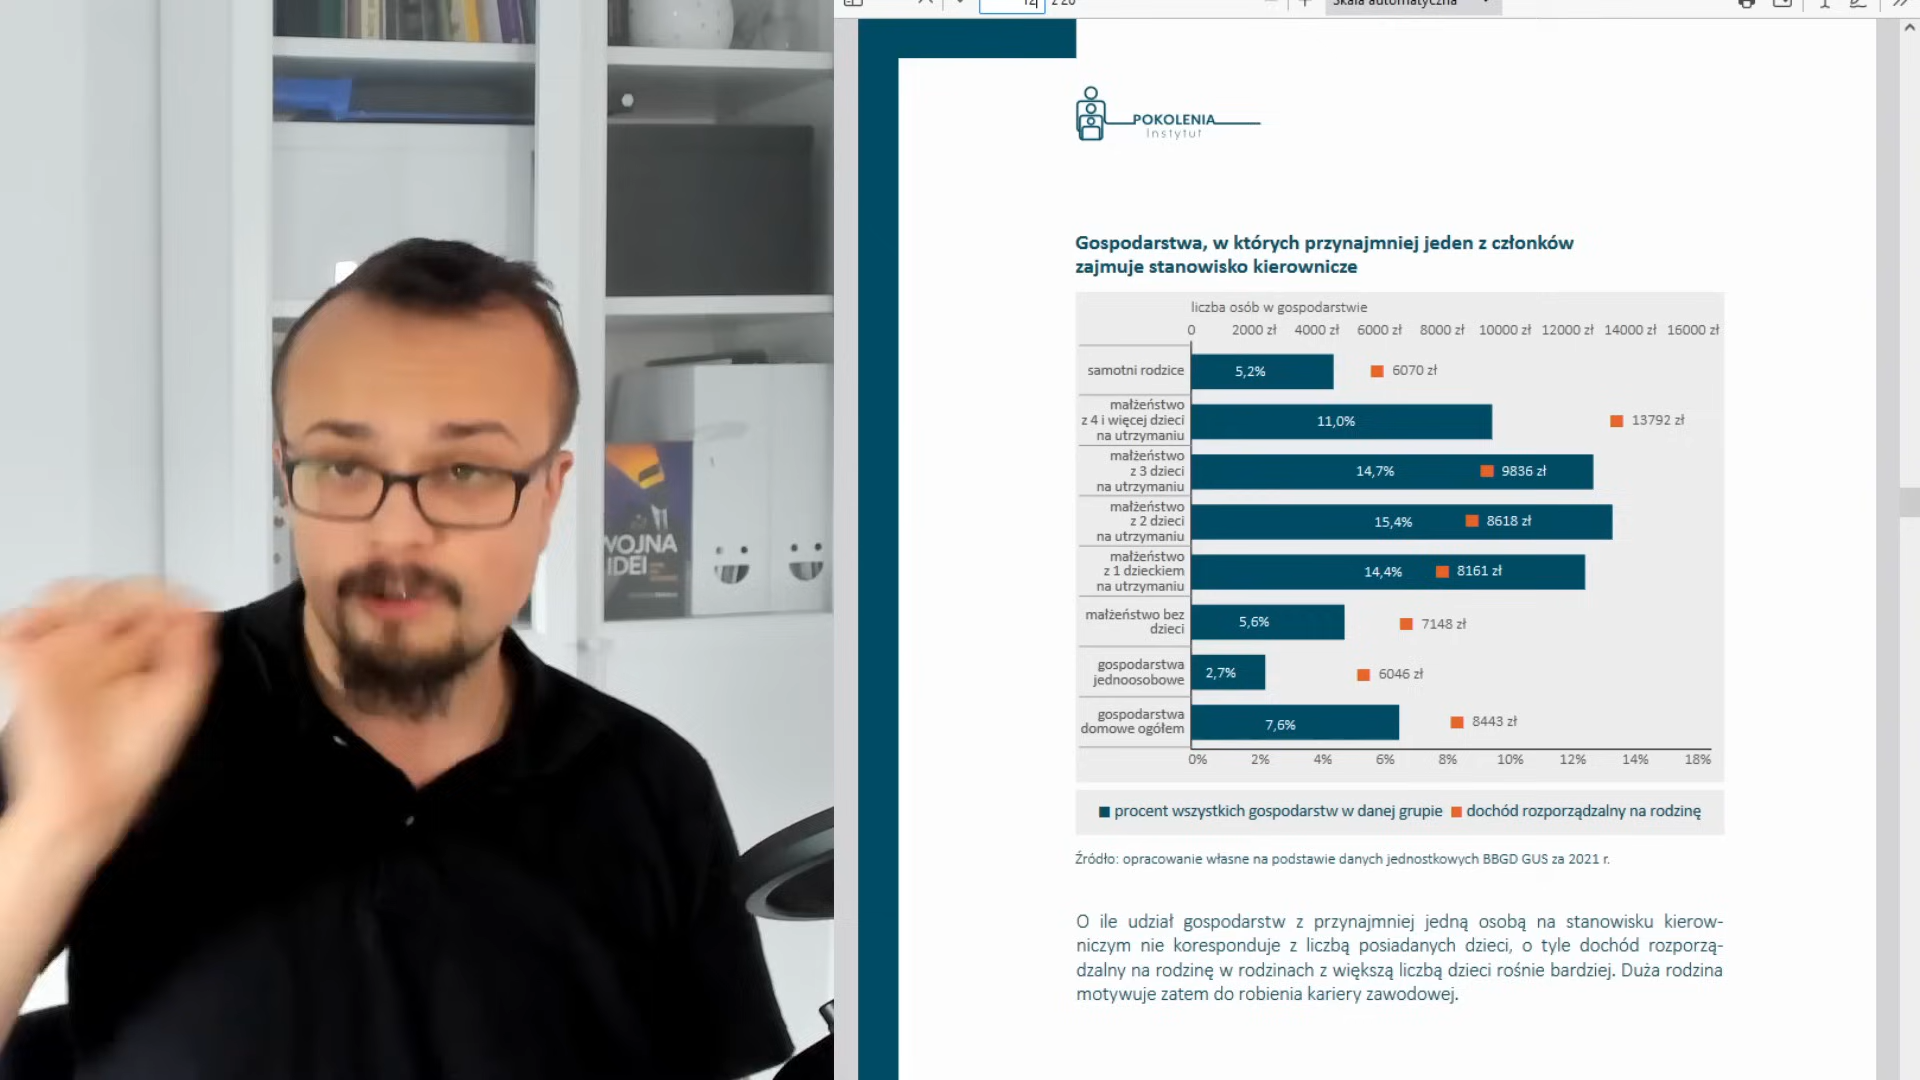 12 z 20
Skala automatyczna
POKOLENIA
Instytut
Gospodarstwa, w których przynajmniej jeden z członków
zajmuje stanowisko kierownicze
liczba osób w gospodarstwie
0 2000 zł 4000 zł 6000 zł 8000 zł 10000 zł 12000 zł 14000 zł 16000 zł
samotni rodzice
5,2% 6070 zł
małżeństwo
z 4 i więcej dzieci
na utrzymaniu
11,0% 13792 zł
małżeństwo
z 3 dzieci
na utrzymaniu
14,7% 9836 zł
małżeństwo
z 2 dzieci
na utrzymaniu
15,4% 8618 zł
małżeństwo
z 1 dzieckiem
na utrzymaniu
14,4% 8161 zł
małżeństwo bez
dzieci
5,6% 7148 zł
gospodarstwa
jednoosobowe
2,7% 6046 zł
gospodarstwa
domowe ogółem
7,6% 8443 zł
0% 2% 4% 6% 8% 10% 12% 14% 18%
procent wszystkich gospodarstw w danej grupie dochód rozporządzalny na rodzinę
Źródło: opracowanie własne na podstawie danych jednostkowych BBGD GUS za 2021 r.
O ile udział gospodarstw z przynajmniej jedną osobą na stanowisku kierow-
niczym nie koresponduje z liczbą posiadanych dzieci, o tyle dochód rozporzą-
dzalny na rodzinę w rodzinach z większą liczbą dzieci rośnie bardziej. Duża rodzina
motywuje zatem do robienia kariery zawodowej.
WOJNA
IDEI